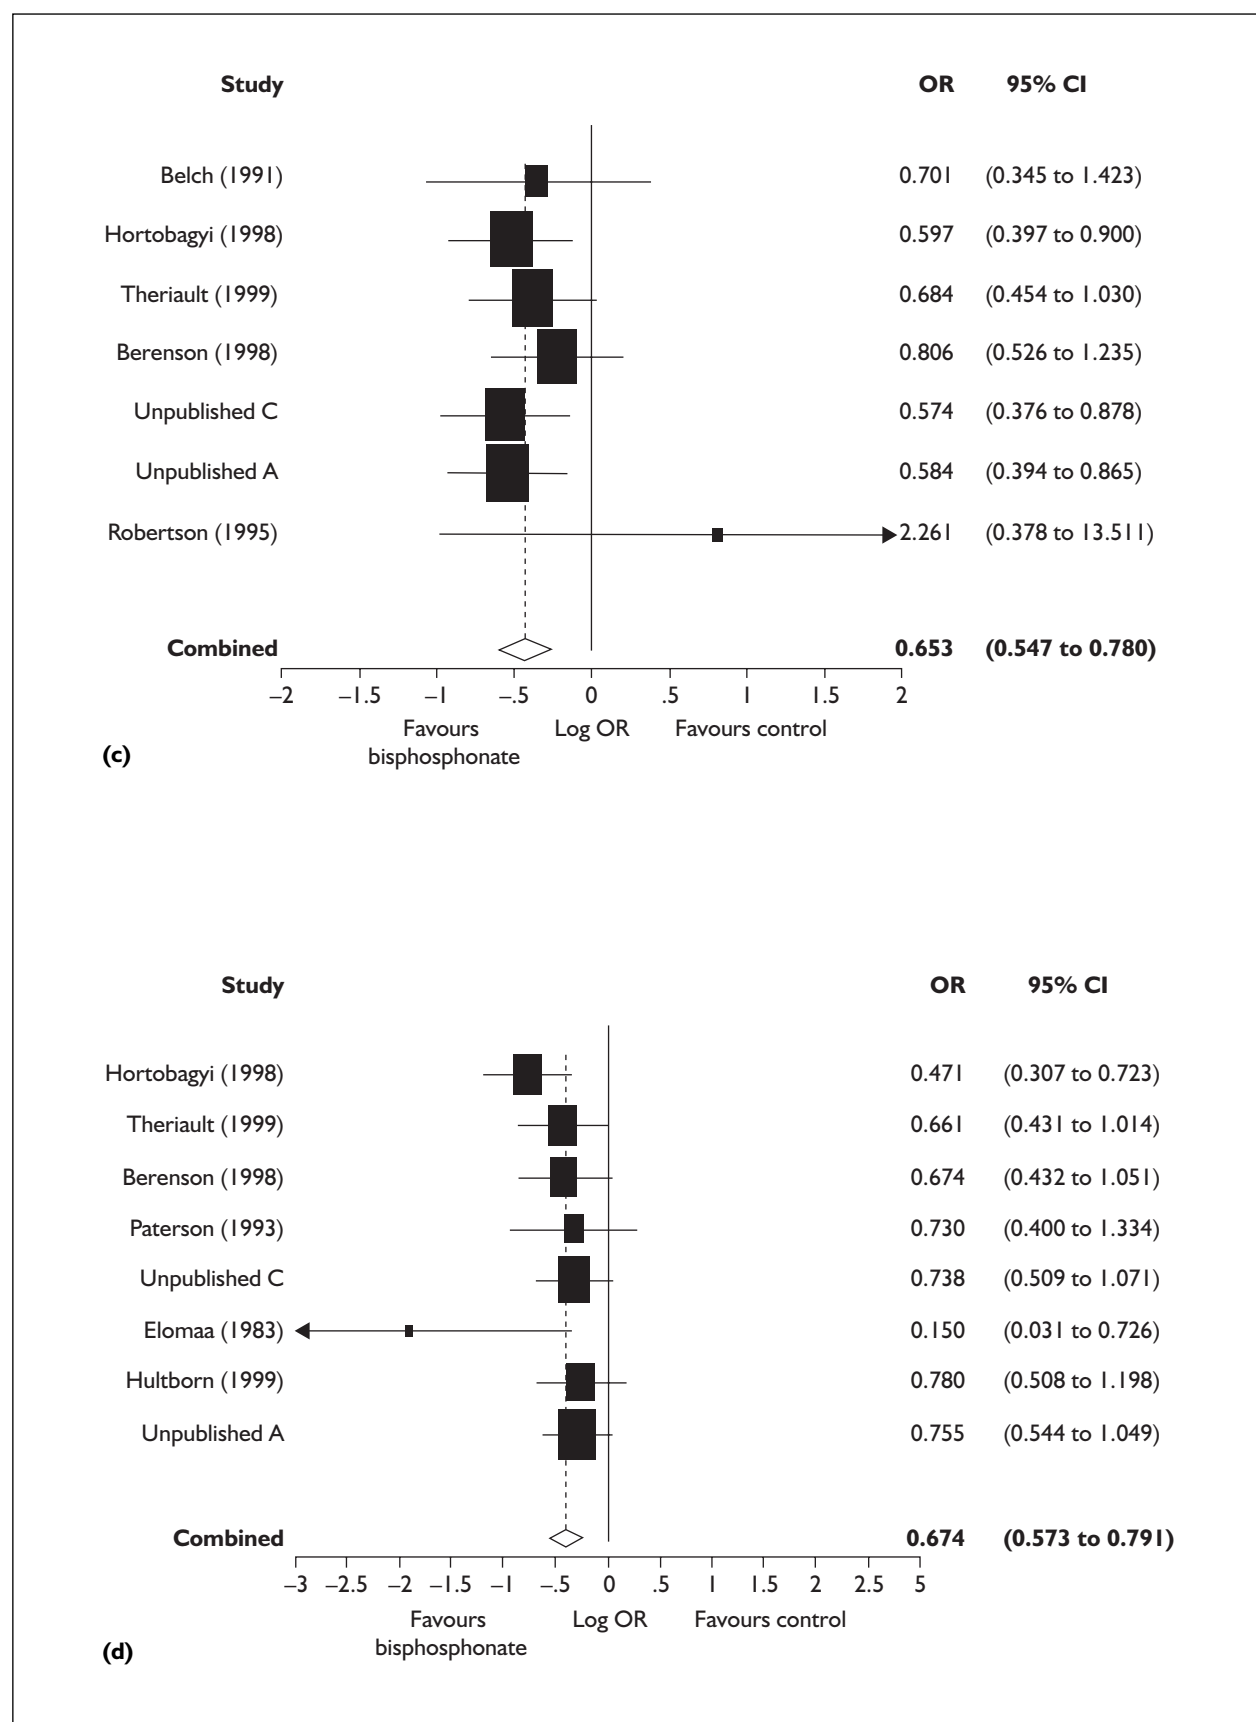 Study OR 95% CI
Belch (1991) 0.701 (0.345 to 1.423)
Hortobagyi (1998) 0.597 (0.397 to 0.900)
Theriault (1999) 0.684 (0.454 to 1.030)
Berenson (1998) 0.806 (0.526 to 1.235)
Unpublished C 0.574 (0.376 to 0.878)
Unpublished A 0.584 (0.394 to 0.865)
Robertson (1995) 2.261 (0.378 to 13.511)
Combined 0.653 (0.547 to 0.780)
–2 –1.5 –1 –.5 0 .5 1 1.5 2
Favours Log OR Favours control
bisphosphonate
(c)
Study OR 95% CI
Hortobagyi (1998) 0.471 (0.307 to 0.723)
Theriault (1999) 0.661 (0.431 to 1.014)
Berenson (1998) 0.674 (0.432 to 1.051)
Paterson (1993) 0.730 (0.400 to 1.334)
Unpublished C 0.738 (0.509 to 1.071)
Elomaa (1983) 0.150 (0.031 to 0.726)
Hultborn (1999) 0.780 (0.508 to 1.198)
Unpublished A 0.755 (0.544 to 1.049)
Combined 0.674 (0.573 to 0.791)
–3 –2.5 –2 –1.5 –1 –.5 0 .5 1 1.5 2 2.5 5
Favours Log OR Favours control
bisphosphonate
(d)